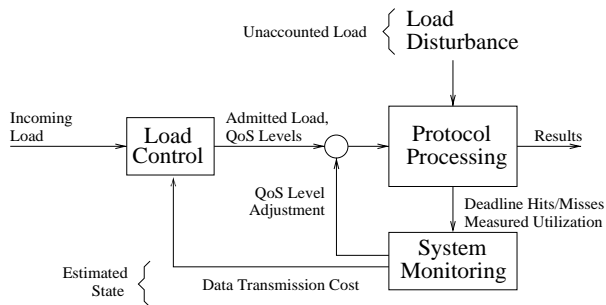 Unaccounted Load
Load
Disturbance
Incoming
Load
Load
Control
Admitted Load,
QoS Levels
Protocol
Processing
Results
QoS Level
Adjustment
Deadline Hits/Misses
Measured Utilization
System
Monitoring
Estimated
State
Data Transmission Cost